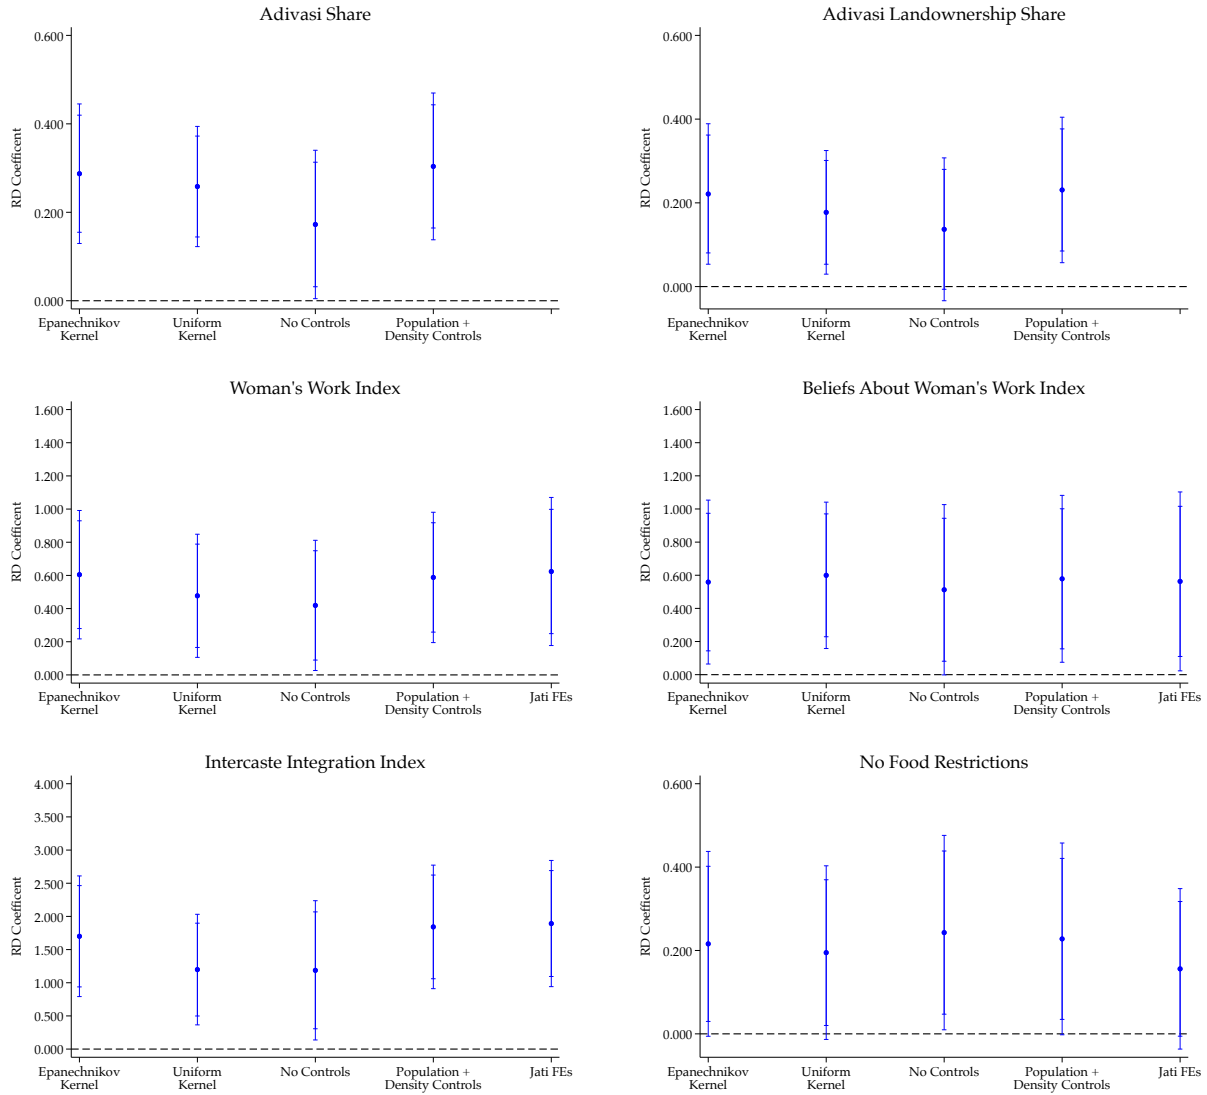 Adivasi Share
RD Coefficent
0.600
0.400
0.200
0.000
Epanechnikov
Kernel
Uniform
Kernel
No Controls
Population +
Density Controls
Adivasi Landownership Share
RD Coefficent
0.600
0.400
0.200
0.000
Epanechnikov
Kernel
Uniform
Kernel
No Controls
Population +
Density Controls
Woman's Work Index
RD Coefficent
1.600
1.400
1.200
1.000
0.800
0.600
0.400
0.200
0.000
Epanechnikov
Kernel
Uniform
Kernel
No Controls
Population +
Density Controls
Jati FEs
Beliefs About Woman's Work Index
RD Coefficent
1.600
1.400
1.200
1.000
0.800
0.600
0.400
0.200
0.000
Epanechnikov
Kernel
Uniform
Kernel
No Controls
Population +
Density Controls
Jati FEs
Intercaste Integration Index
RD Coefficent
4.000
3.500
3.000
2.500
2.000
1.500
1.000
0.500
0.000
Epanechnikov
Kernel
Uniform
Kernel
No Controls
Population +
Density Controls
Jati FEs
No Food Restrictions
RD Coefficent
0.600
0.400
0.200
0.000
Epanechnikov
Kernel
Uniform
Kernel
No Controls
Population +
Density Controls
Jati FEs